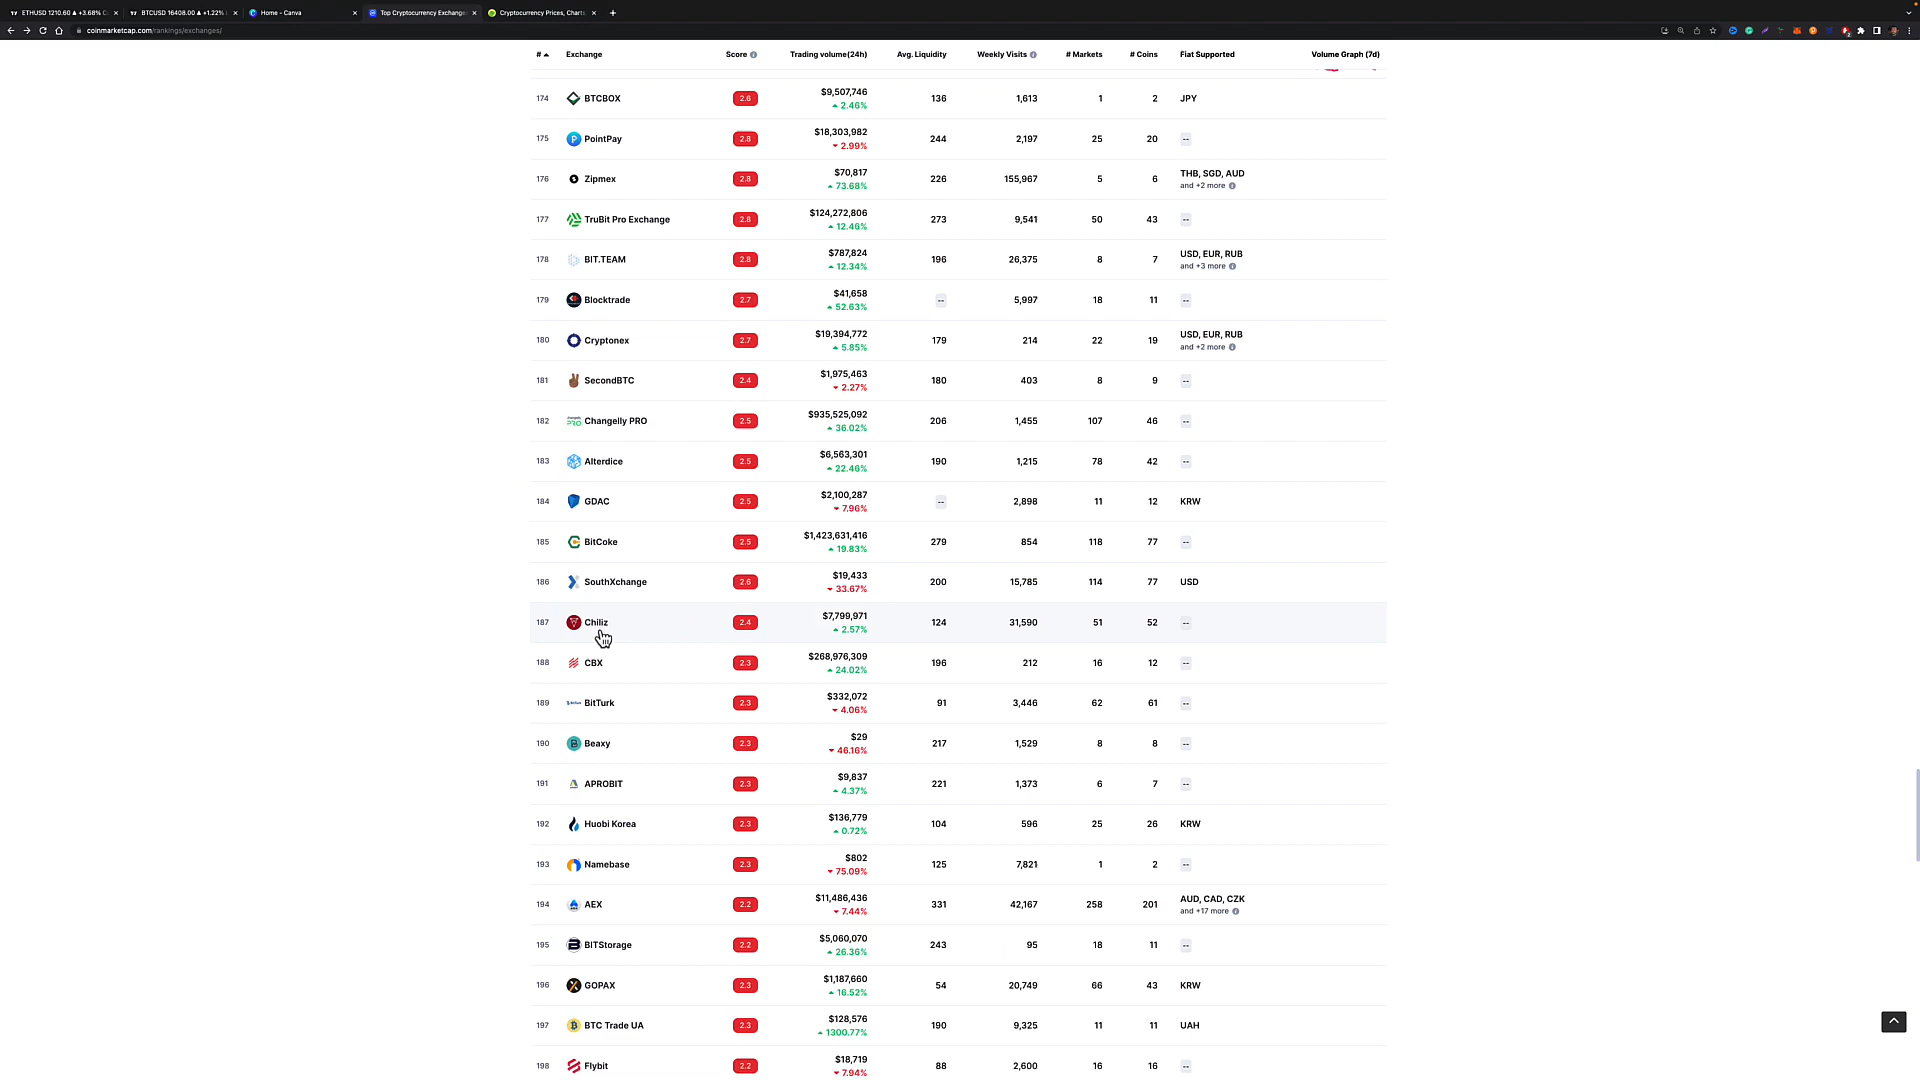 ETHUSD 1210.60 ▲ +3.68%
BTCUSD 16408.00 ▲ +1.22%
Home - Canva
Top Cryptocurrency Exchange
Cryptocurrency Prices, Charts
coinmarketcap.com/rankings/exchanges/
# Exchange Score Trading volume(24h) Avg. Liquidity Weekly Visits # Markets # Coins Fiat Supported Volume Graph (7d)
174 BTCBOX 2.6 $9,507,746 136 1,613 1 2 JPY
2.46%
175 PointPay 2.8 $18,303,982 244 2,197 25 20 --
2.99%
176 Zipmex 2.8 $70,817 226 155,967 5 6 THB, SGD, AUD
73.68% and +2 more
177 TruBit Pro Exchange 2.8 $124,272,806 273 9,541 50 43 --
12.46%
178 BIT.TEAM 2.8 $787,824 196 26,375 8 7 USD, EUR, RUB
12.34% and +3 more
179 Blocktrade 2.7 $41,658 -- 5,997 18 11 --
52.63%
180 Cryptonex 2.7 $19,394,772 179 214 22 19 USD, EUR, RUB
5.85% and +2 more
181 SecondBTC 2.4 $1,975,463 180 403 8 9 --
2.27%
182 Changelly PRO 2.5 $935,525,092 206 1,455 107 46 --
36.02%
183 Alterdice 2.5 $6,563,301 190 1,215 78 42 --
22.46%
184 GDAC 2.5 $2,100,287 -- 2,898 11 12 KRW
7.96%
185 BitCoke 2.5 $1,423,631,416 279 854 118 77 --
19.83%
186 SouthXchange 2.6 $19,433 200 15,785 114 77 USD
33.67%
187 Chiliz 2.4 $7,799,971 124 31,590 51 52 --
2.57%
188 CBX 2.3 $268,976,309 196 212 16 12 --
24.02%
189 BitTurk 2.3 $332,072 91 3,446 62 61 --
4.06%
190 Beaxy 2.3 $29 217 1,529 8 8 --
46.16%
191 APROBIT 2.3 $9,837 221 1,373 6 7 --
4.37%
192 Huobi Korea 2.3 $136,779 104 596 25 26 KRW
0.72%
193 Namebase 2.3 $802 125 7,821 1 2 --
75.09%
194 AEX 2.2 $11,486,436 331 42,167 258 201 AUD, CAD, CZK
7.44% and +17 more
195 BITStorage 2.2 $5,060,070 243 95 18 11 --
26.36%
196 GOPAX 2.3 $1,187,660 54 20,749 66 43 KRW
16.52%
197 BTC Trade UA 2.3 $128,576 190 9,325 11 11 UAH
1300.77%
198 Flybit 2.2 $18,719 88 2,600 16 16 --
7.94%